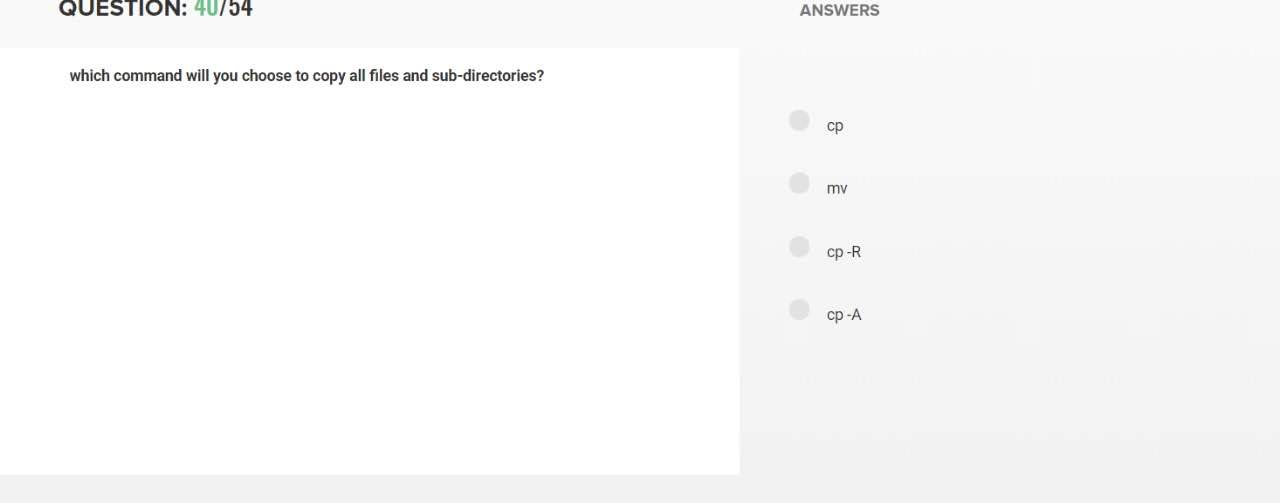 QUESTION: 40/54
ANSWERS
which command will you choose to copy all files and sub-directories?
cp
mv
cp -R
cp -A